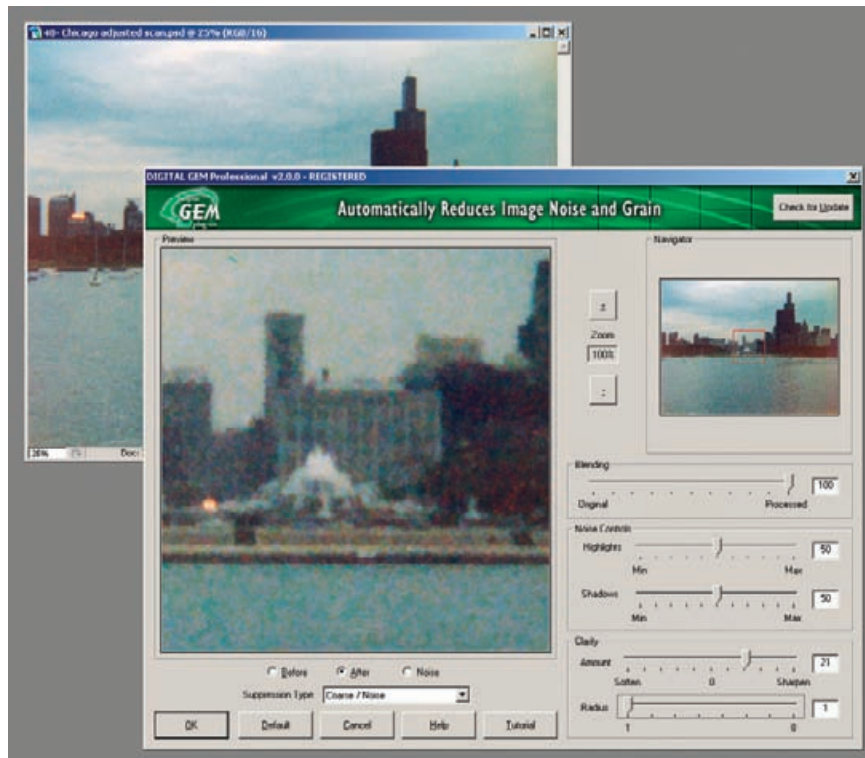 40- Chicago adjusted scan.psd @ 25% (RGB/16)
DIGITAL GEM Professional v2.0.0 - REGISTERED
GEM
Automatically Reduces Image Noise and Grain
Check for Update
Preview
Navigator
+
Zoom
100%
-
Blending
100
Original Processed
Noise Controls
Highlights 50
Min Max
Shadows 50
Min Max
Clarity
Amount 21
Soften 0 Sharpen
Radius 1
1 8
Before After Noise
Suppression Type Coarse / Noise
OK Default Cancel Help Tutorial
Doc: